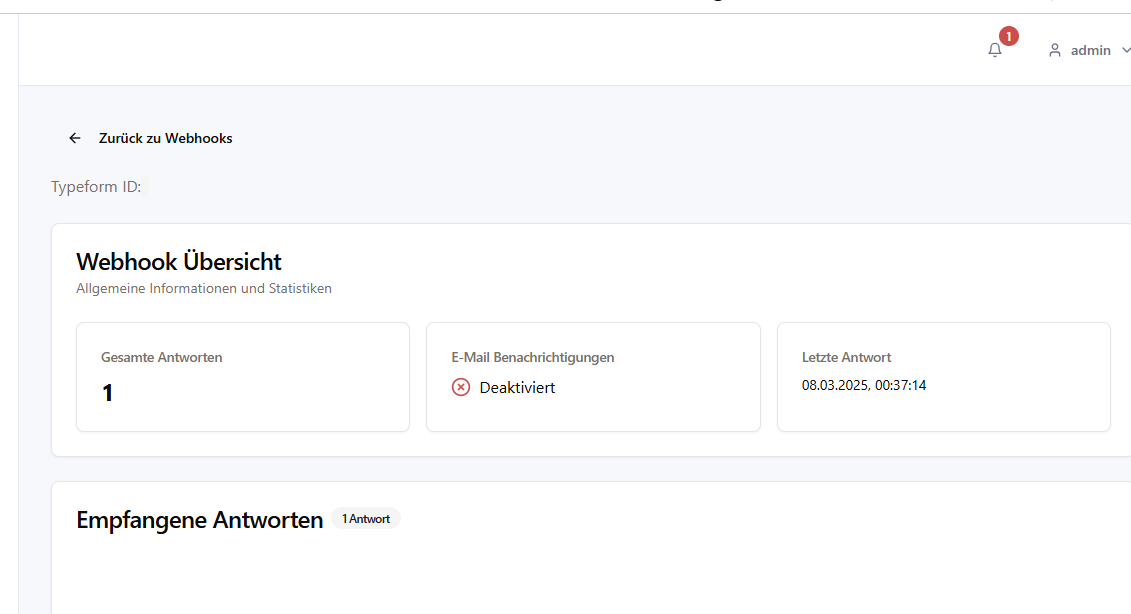 1
admin
Zurück zu Webhooks
Typeform ID:
Webhook Übersicht
Allgemeine Informationen und Statistiken
Gesamte Antworten
1
E-Mail Benachrichtigungen
Deaktiviert
Letzte Antwort
08.03.2025, 00:37:14
Empfangene Antworten 1 Antwort